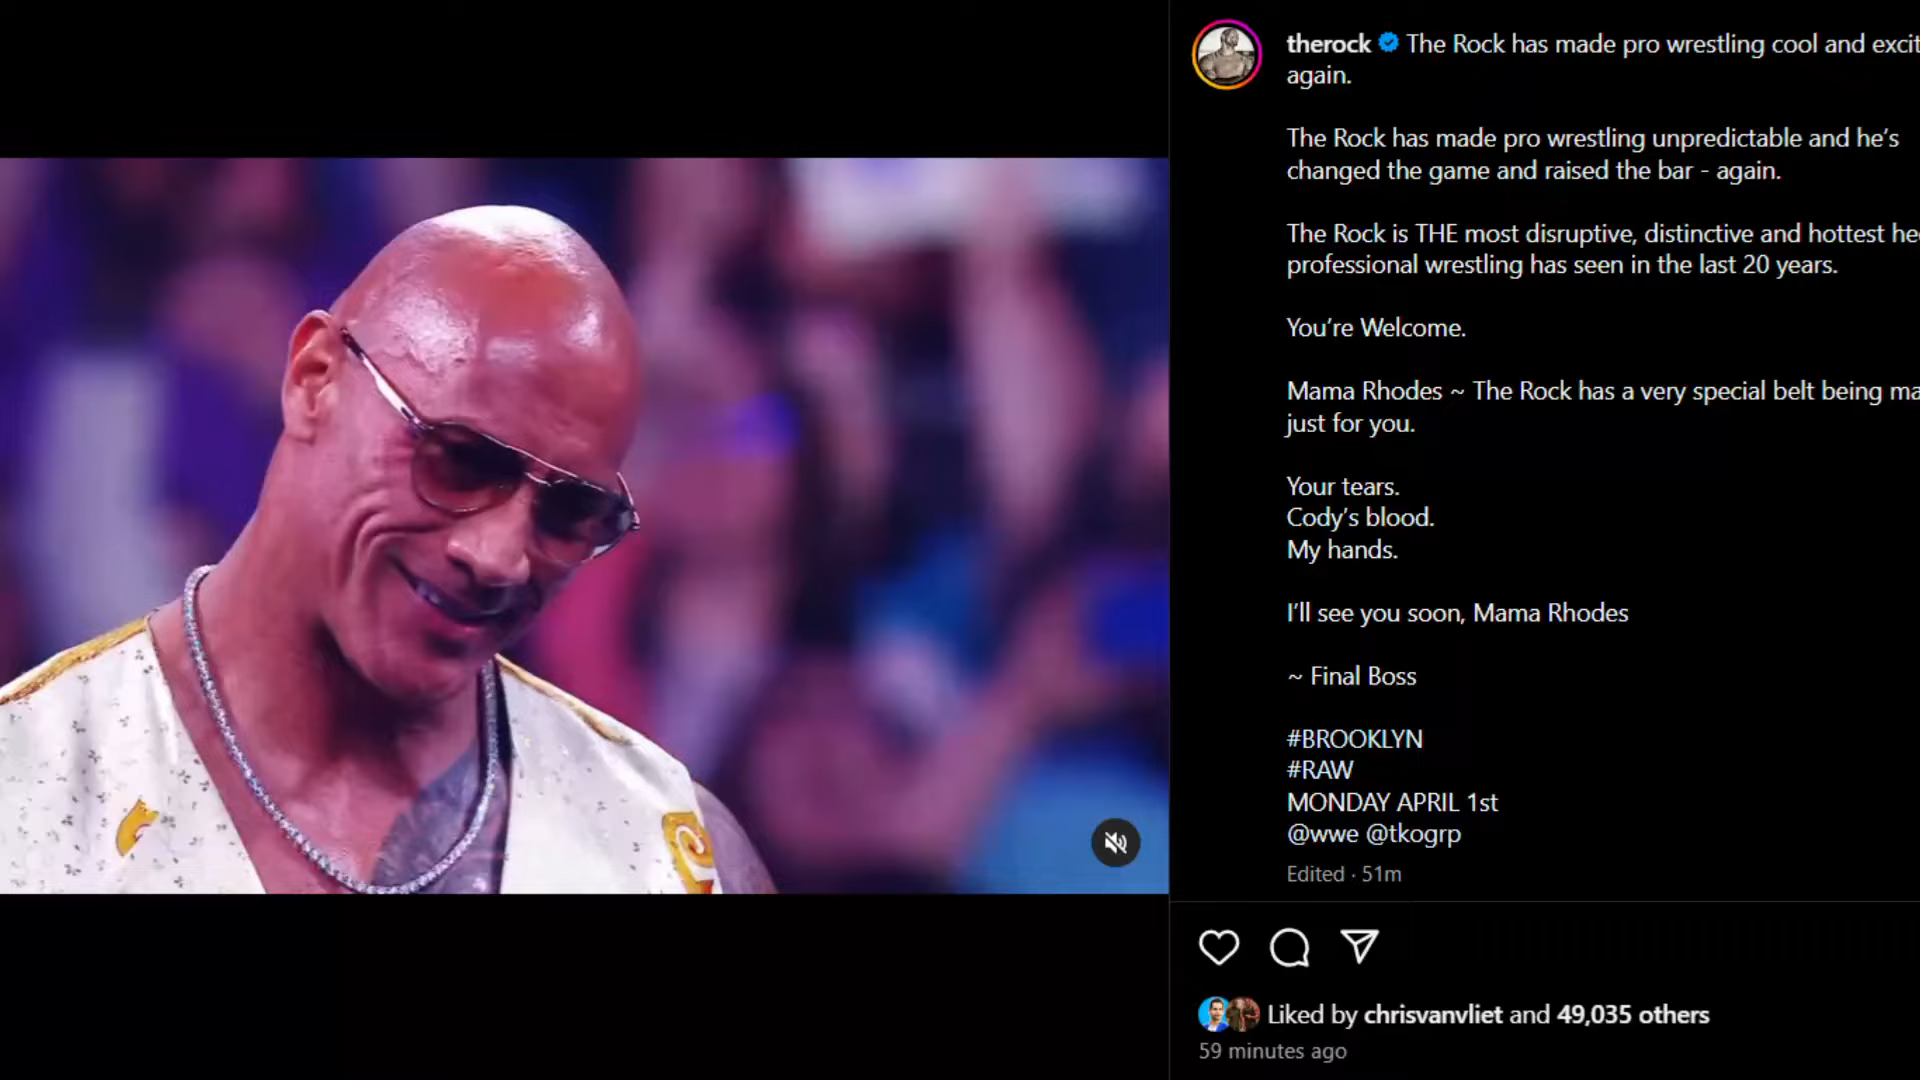 therock The Rock has made pro wrestling cool and
again.
The Rock has made pro wrestling unpredictable and he’s
changed the game and raised the bar - again.
The Rock is THE most disruptive, distinctive and hottest
professional wrestling has seen in the last 20 years.
You’re Welcome.
Mama Rhodes ~ The Rock has a very special belt being
just for you.
Your tears.
Cody’s blood.
My hands.
I’ll see you soon, Mama Rhodes
~ Final Boss
#BROOKLYN
#RAW
MONDAY APRIL 1st
@wwe @tkogrp
Edited · 51m
Liked by chrisvanvliet and 49,035 others
59 minutes ago